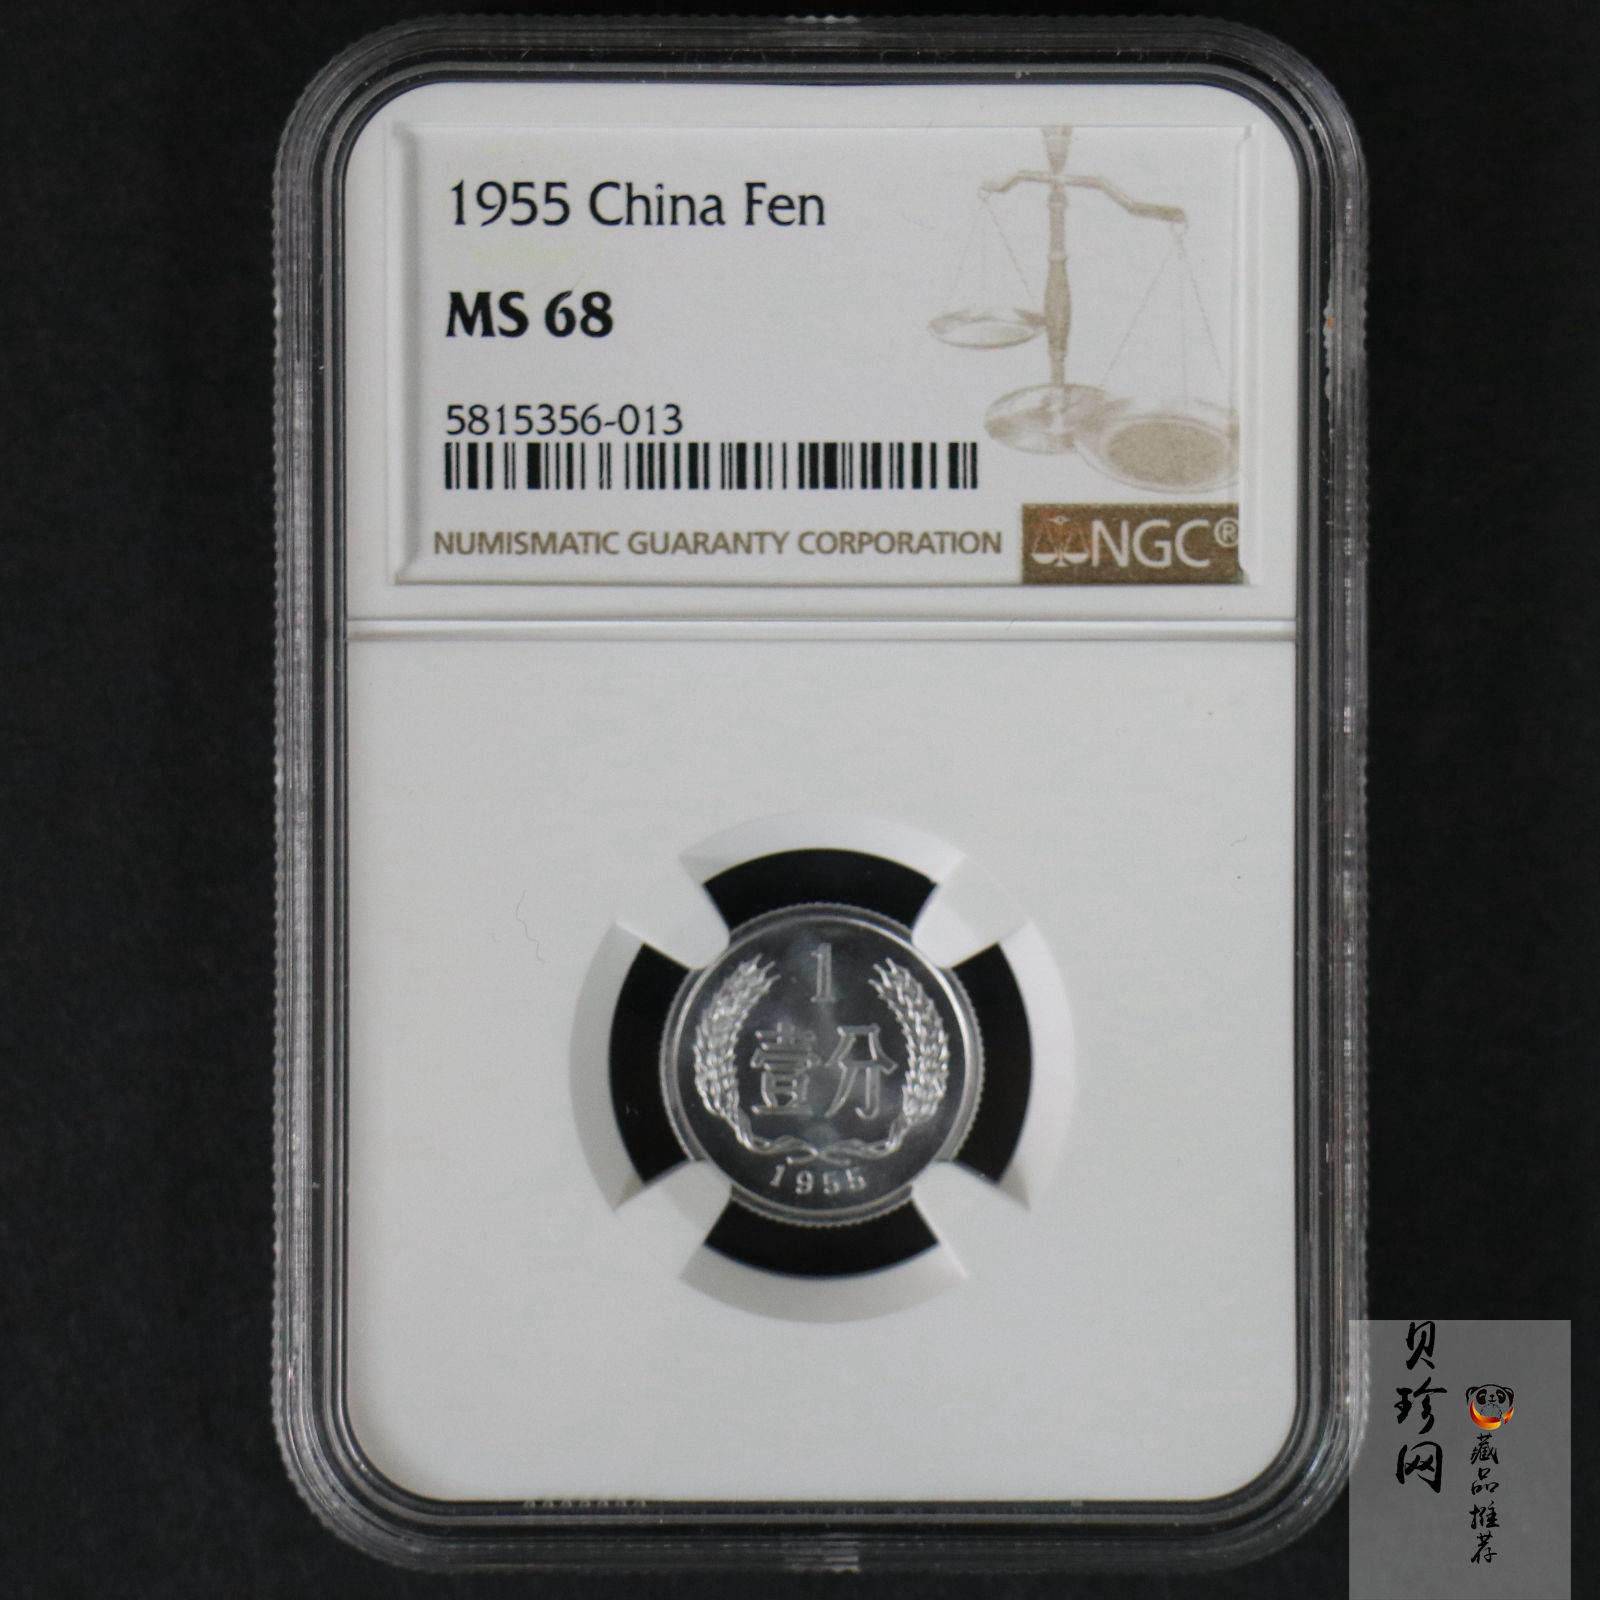 1955 China Fen
MS 68
5815356-013
NUMISMATIC GUARANTY CORPORATION
NGC®
1
壹分
1955
贝珍网
藏品推荐